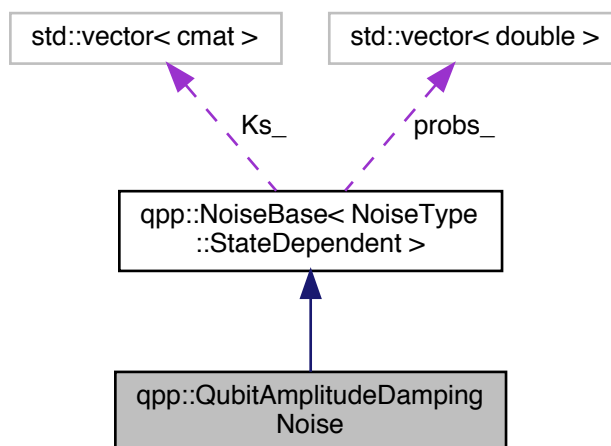 std::vector< cmat >
std::vector< double >
Ks_
probs_
qpp::NoiseBase< NoiseType
::StateDependent >
qpp::QubitAmplitudeDamping
Noise